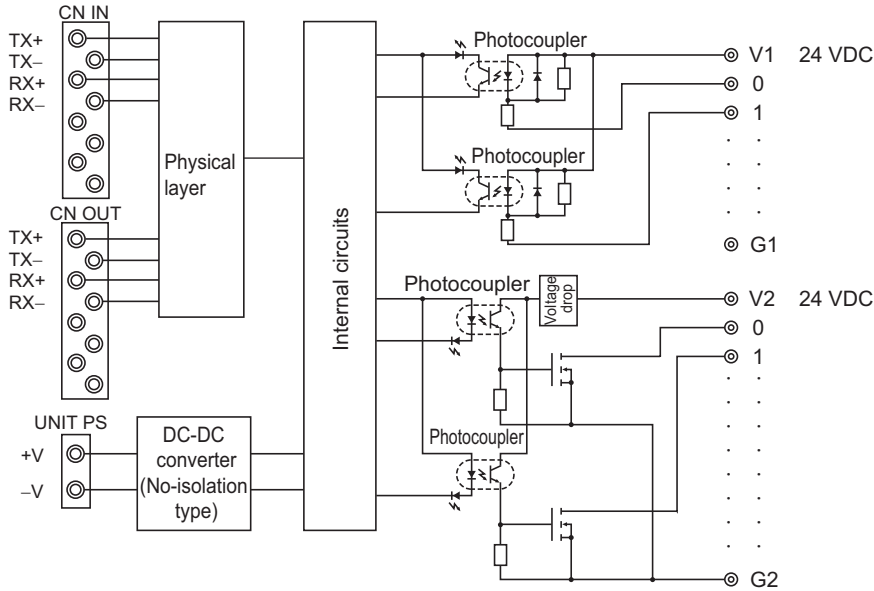 CN IN
TX+
TX−
RX+
RX−
Physical
layer
CN OUT
TX+
TX−
RX+
RX−
UNIT PS
+V
−V
DC-DC
converter
(No-isolation
type)
Internal circuits
Photocoupler
V1 24 VDC
0
1
Photocoupler
G1
Photocoupler
Voltage
drop
V2 24 VDC
0
1
Photocoupler
G2